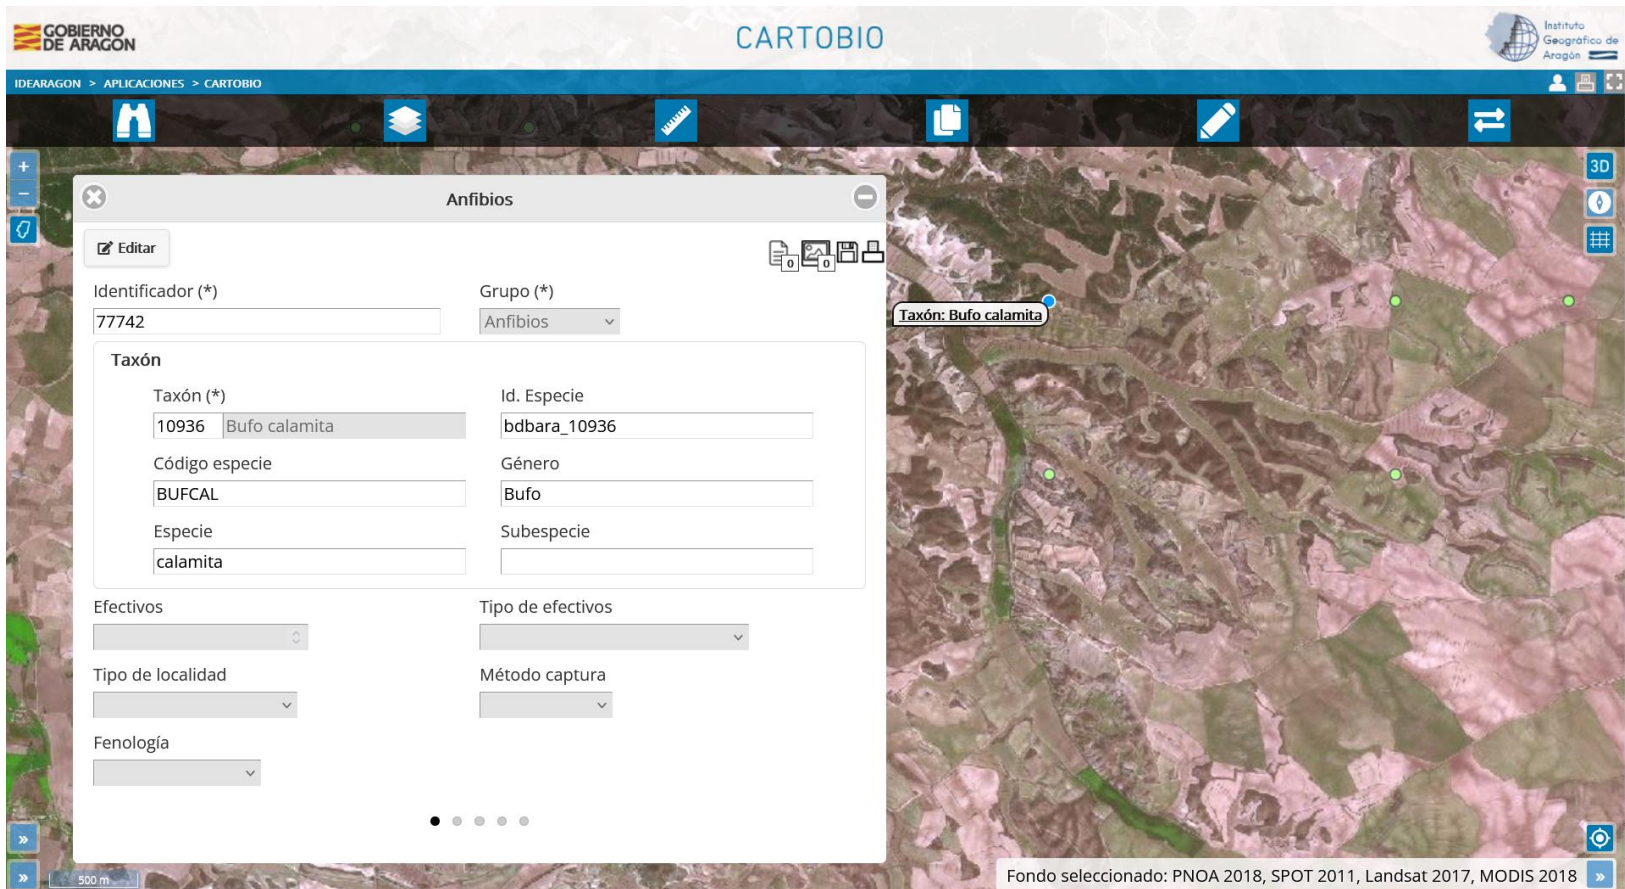 GOBIERNO
DE ARAGON
CARTOBIO
Instituto
Geográfico de
Aragón
IDEARAGON > APLICACIONES > CARTOBIO
+
−
3D
Anfibios
Editar
0
0
Identificador (*)
Grupo (*)
77742
Anfibios
Taxón: Bufo calamita
Taxón
Taxón (*)
Id. Especie
10936
Bufo calamita
bdbara_10936
Código especie
Género
BUFCAL
Bufo
Especie
Subespecie
calamita
Efectivos
Tipo de efectivos
Tipo de localidad
Método captura
Fenología
»
»
500 m
Fondo seleccionado: PNOA 2018, SPOT 2011, Landsat 2017, MODIS 2018
»